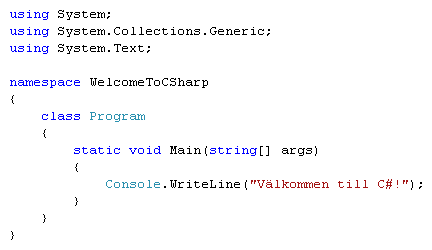 using System;
using System.Collections.Generic;
using System.Text;

namespace WelcomeToCSharp
{
    class Program
    {
        static void Main(string[] args)
        {
            Console.WriteLine("Välkommen till C#!");
        }
    }
}